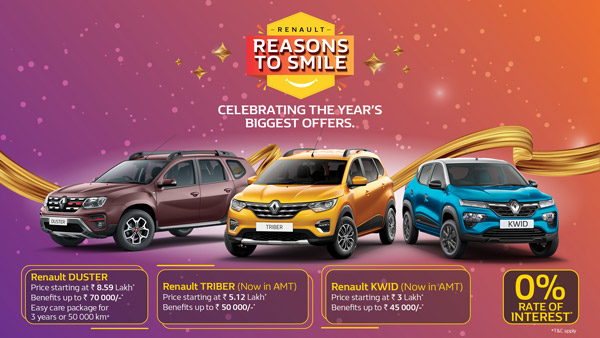 RENAULT
REASONS
TO SMILE
CELEBRATING THE YEAR'S
BIGGEST OFFERS.
DUSTER
TRIBER
KWID
Renault DUSTER
Price starting at ₹ 8.59 Lakh*
Benefits up to ₹ 70 000/-*
Easy care package for
3 years or 50 000 km*
Renault TRIBER (Now in AMT)
Price starting at ₹ 5.12 Lakh*
Benefits up to ₹ 50 000/-*
Renault KWID (Now in AMT)
Price starting at ₹ 3 Lakh*
Benefits up to ₹ 45 000/-*
0%
RATE OF
INTEREST*
*T&C apply